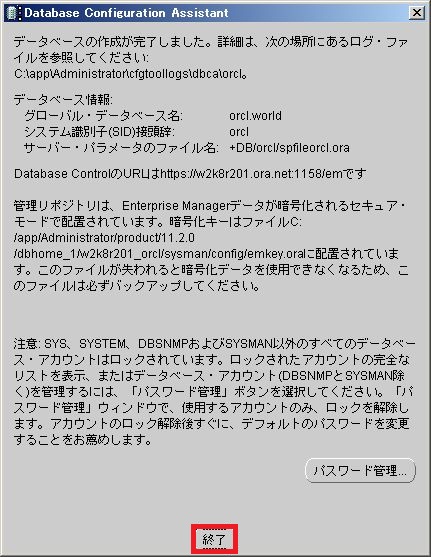 Database Configuration Assistant
データベースの作成が完了しました。詳細は、次の場所にあるログ・ファ
イルを参照してください:
C:\app\Administrator\cfgtoollogs\dbca\orcl。
データベース情報:
グローバル・データベース名: orcl.world
システム識別子(SID)接頭辞: orcl
サーバー・パラメータのファイル名: +DB/orcl/spfileorcl.ora
Database ControlのURLはhttps://w2k8r201.ora.net:1158/emです
管理リポジトリは、Enterprise Managerデータが暗号化されるセキュア・
モードで配置されています。暗号化キーはファイルC:
/app/Administrator/product/11.2.0
/dbhome_1/w2k8r201_orcl/sysman/config/emkey.oraに配置されていま
す。このファイルが失われると暗号化データを使用できなくなるため、こ
のファイルは必ずバックアップしてください。
注意: SYS、SYSTEM、DBSNMPおよびSYSMAN以外のすべてのデータベー
ス・アカウントはロックされています。ロックされたアカウントの完全な
リストを表示、またはデータベース・アカウント(DBSNMPとSYSMAN除
く)を管理するには、「パスワード管理」ボタンを選択してください。「パ
スワード管理」ウィンドウで、使用するアカウントのみ、ロックを解除し
ます。アカウントのロック解除後すぐに、デフォルトのパスワードを変更
することをお薦めします。
パスワード管理...
終了